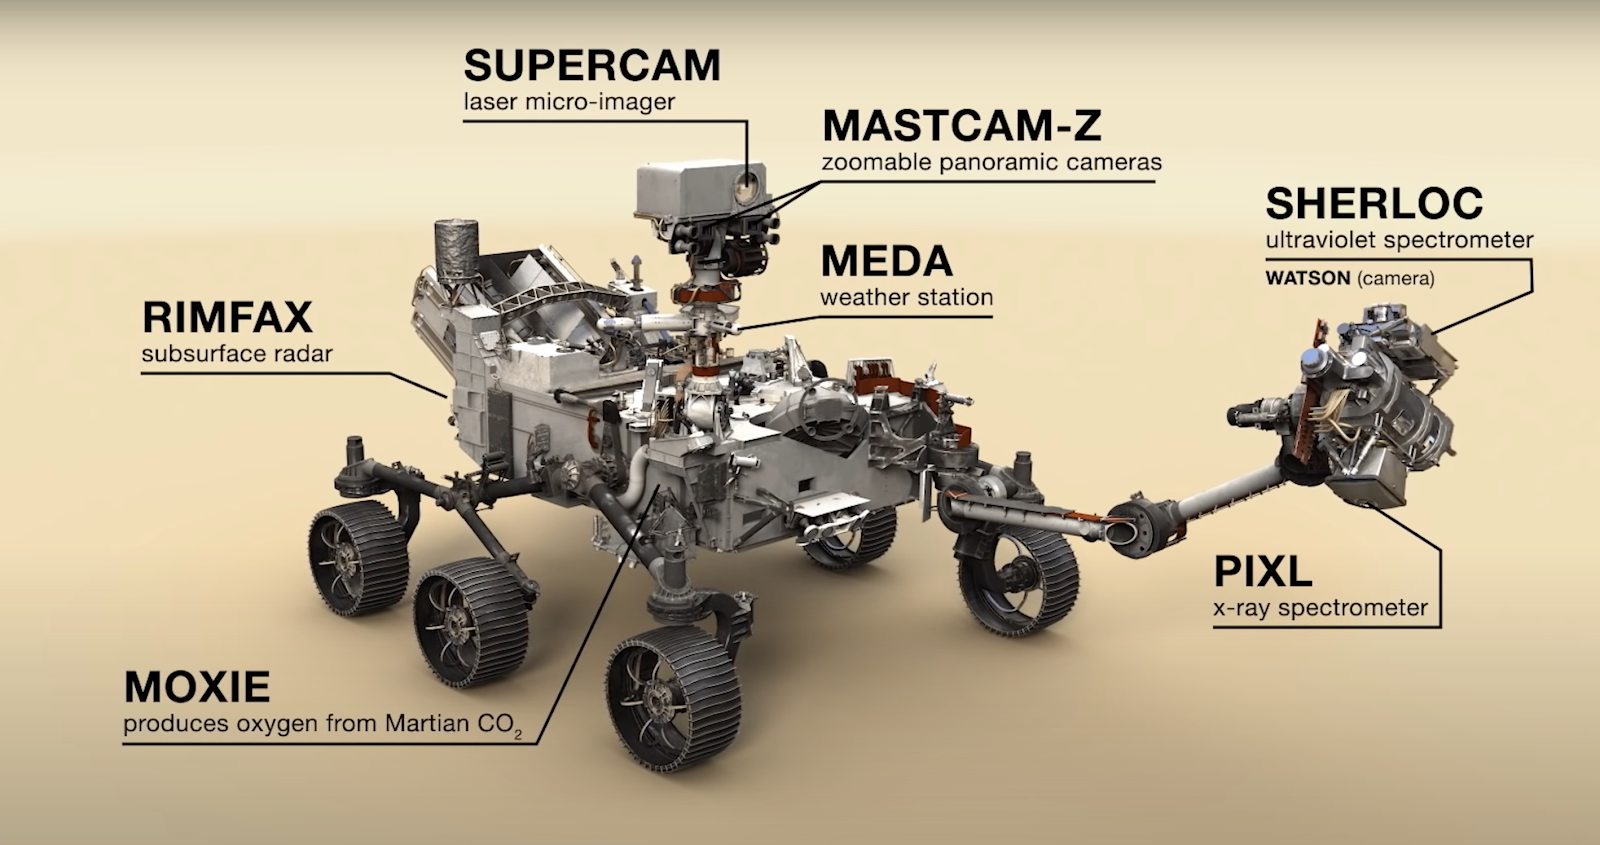 SUPERCAM
laser micro-imager
MASTCAM-Z
zoomable panoramic cameras
SHERLOC
ultraviolet spectrometer
WATSON (camera)
MEDA
weather station
RIMFAX
subsurface radar
PIXL
x-ray spectrometer
MOXIE
produces oxygen from Martian CO₂